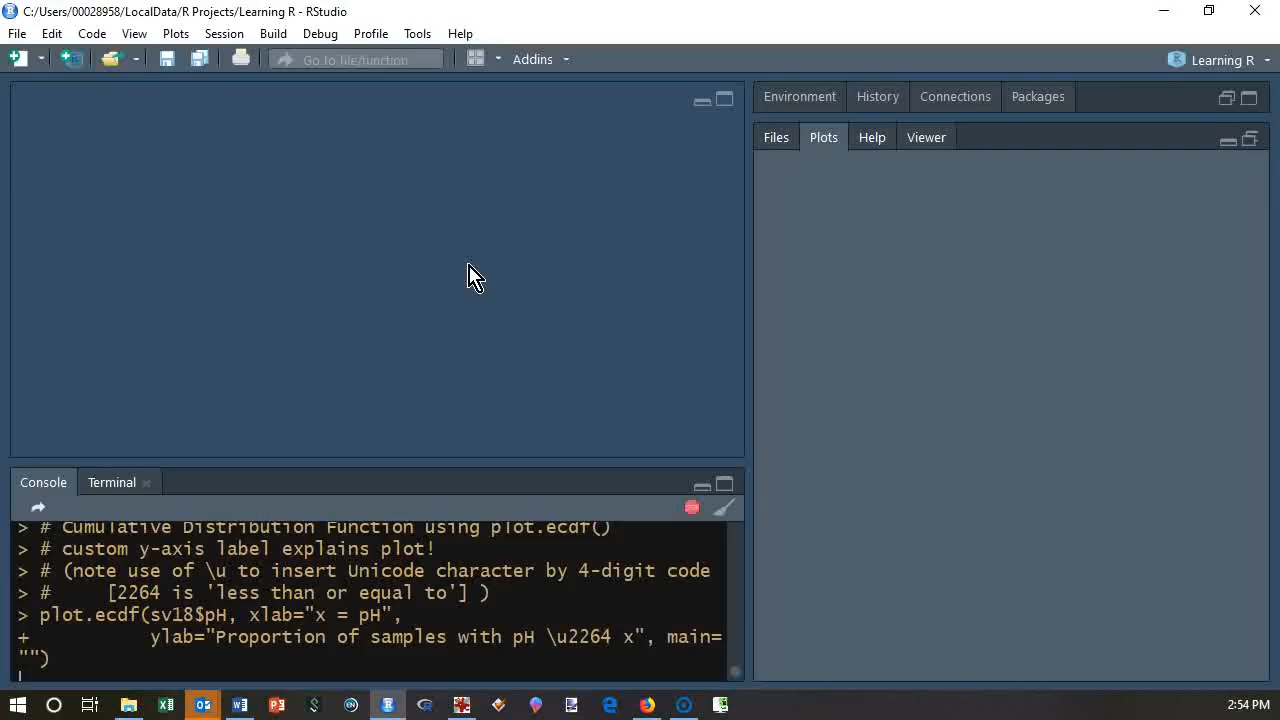 C:/Users/00028958/LocalData/R Projects/Learning R - RStudio
File Edit Code View Plots Session Build Debug Profile Tools Help
Go to file/function
Addins
Learning R
Environment History Connections Packages
Files Plots Help Viewer
Console Terminal
> # Cumulative Distribution Function using plot.ecdf()
> # custom y-axis label explains plot!
> # (note use of \u to insert Unicode character by 4-digit code
> #     [2264 is 'less than or equal to'] )
> plot.ecdf(sv18$pH, xlab="x = pH",
+           ylab="Proportion of samples with pH \u2264 x", main=
"")
2:54 PM